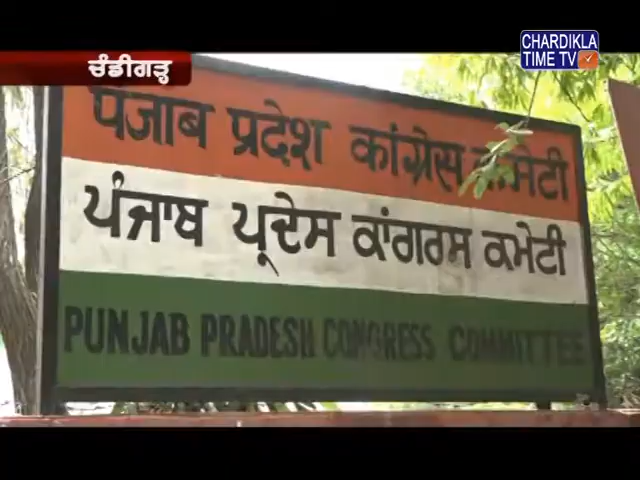 ਚੰਡੀਗੜ੍ਹ
CHARDIKLA
TIME TV
पंजाब प्रदेश कांग्रेस कमेटी
ਪੰਜਾਬ ਪ੍ਰਦੇਸ ਕਾਂਗਰਸ ਕਮੇਟੀ
PUNJAB PRADESH CONGRESS COMMITTEE